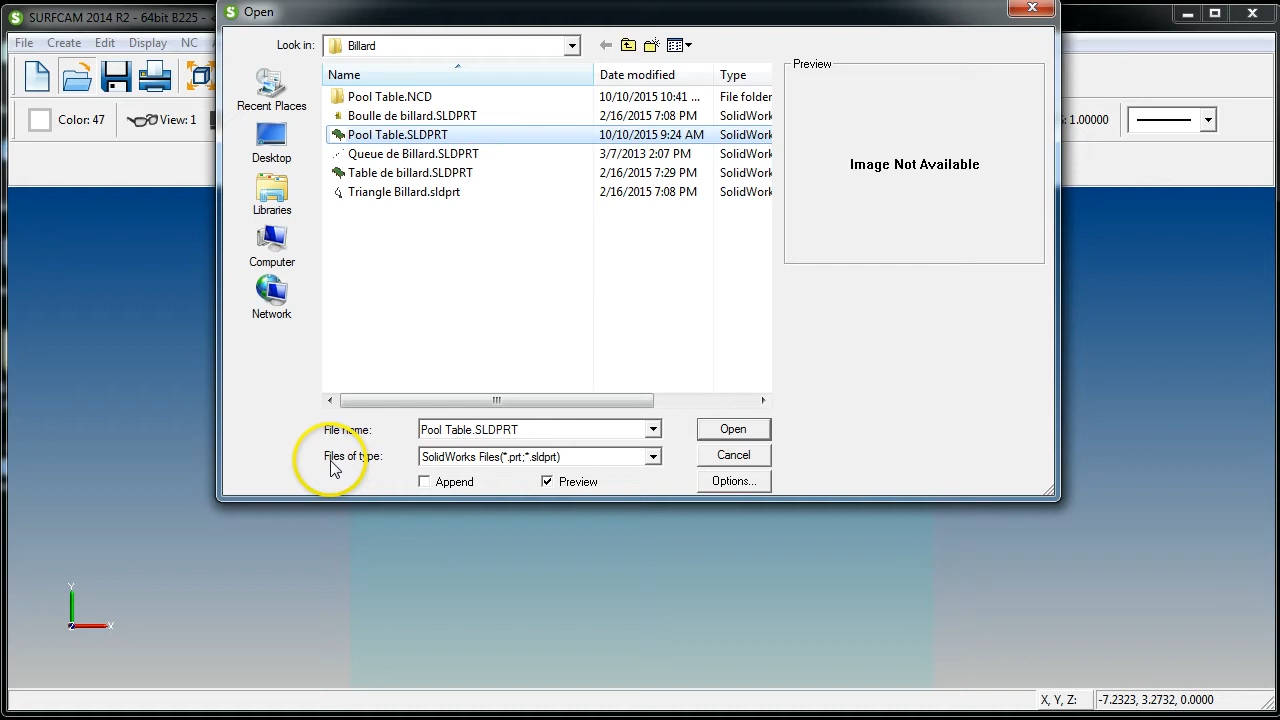 SURFCAM 2014 R2 - 64bit B225 - <
Open
File Create Edit Display NC
Look in: Billard
Color: 47 View: 1
: 1.00000
Recent Places
Desktop
Libraries
Computer
Network
Name Date modified Type
Pool Table.NCD 10/10/2015 10:41 ... File folder
Boulle de billard.SLDPRT 2/16/2015 7:08 PM SolidWork
Pool Table.SLDPRT 10/10/2015 9:24 AM SolidWork
Queue de Billard.SLDPRT 3/7/2013 2:07 PM SolidWork
Table de billard.SLDPRT 2/16/2015 7:29 PM SolidWork
Triangle Billard.sldprt 2/16/2015 7:08 PM SolidWork
Preview
Image Not Available
File name: Pool Table.SLDPRT Open
Files of type: SolidWorks Files(*.prt;*.sldprt) Cancel
Append Preview Options...
Y
X
Z
X, Y, Z: -7.2323, 3.2732, 0.0000